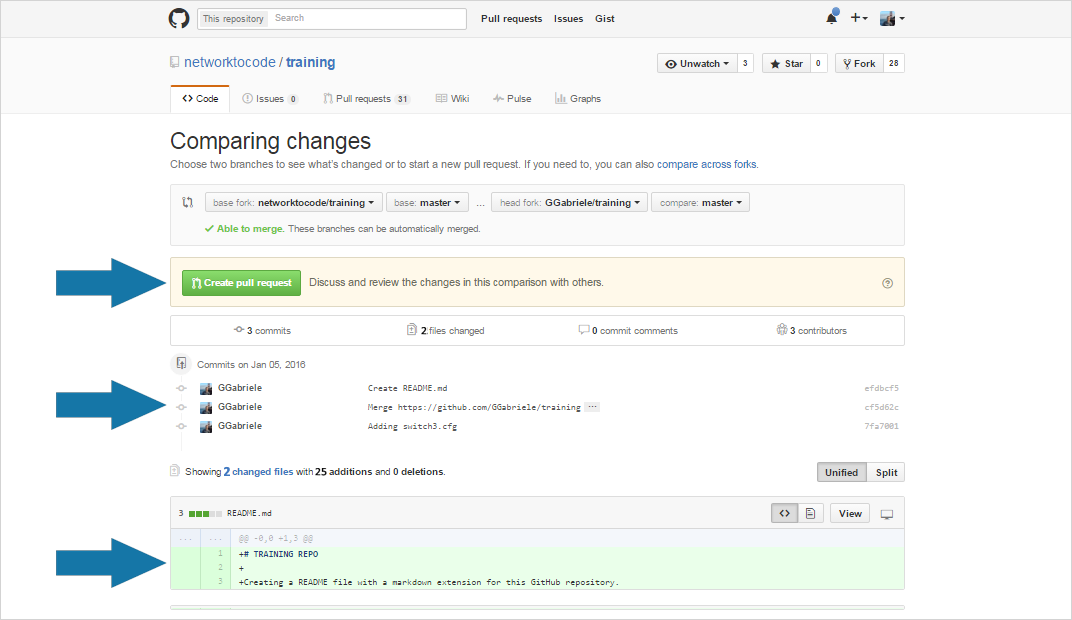 This repository Search Pull requests Issues Gist
networktocode / training Unwatch 3 Star 0 Fork 28
Code Issues 0 Pull requests 31 Wiki Pulse Graphs
Comparing changes
Choose two branches to see what's changed or to start a new pull request. If you need to, you can also compare across forks.
base fork: networktocode/training base: master ... head fork: GGabriele/training compare: master
Able to merge. These branches can be automatically merged.
Create pull request Discuss and review the changes in this comparison with others.
3 commits 2 files changed 0 commit comments 3 contributors
Commits on Jan 05, 2016
GGabriele Create README.md efdbcf5
GGabriele Merge https://github.com/GGabriele/training ... cf5d62c
GGabriele Adding switch3.cfg 7fa7001
Showing 2 changed files with 25 additions and 0 deletions. Unified Split
3 README.md View
... ... @@ -0,0 +1,3 @@
1 +# TRAINING REPO
2 +
3 +Creating a README file with a markdown extension for this GitHub repository.